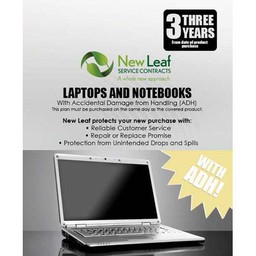 3 THREE
YEARS
From date of product
purchase
New Leaf
SERVICE CONTRACTS
A whole new approach
LAPTOPS AND NOTEBOOKS
With Accidental Damage from Handling (ADH)
This plan must be purchased on the same day as the covered product.
New Leaf protects your new purchase with:
• Reliable Customer Service
• Repair or Replace Promise
• Protection from Unintended Drops and Spills
WITH
ADH!